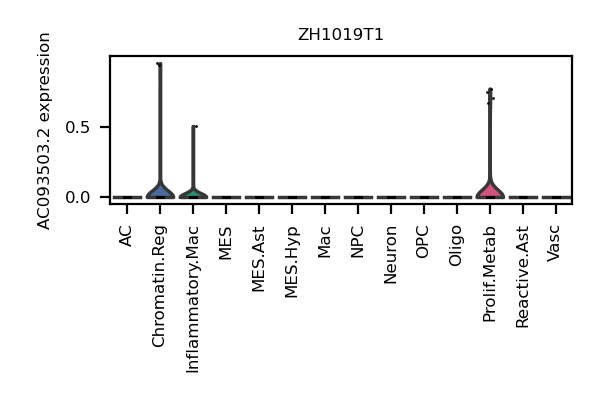 ZH1019T1
AC093503.2 expression
0.5
0.0
AC
Chromatin.Reg
Inflammatory.Mac
MES
MES.Ast
MES.Hyp
Mac
NPC
Neuron
OPC
Oligo
Prolif.Metab
Reactive.Ast
Vasc